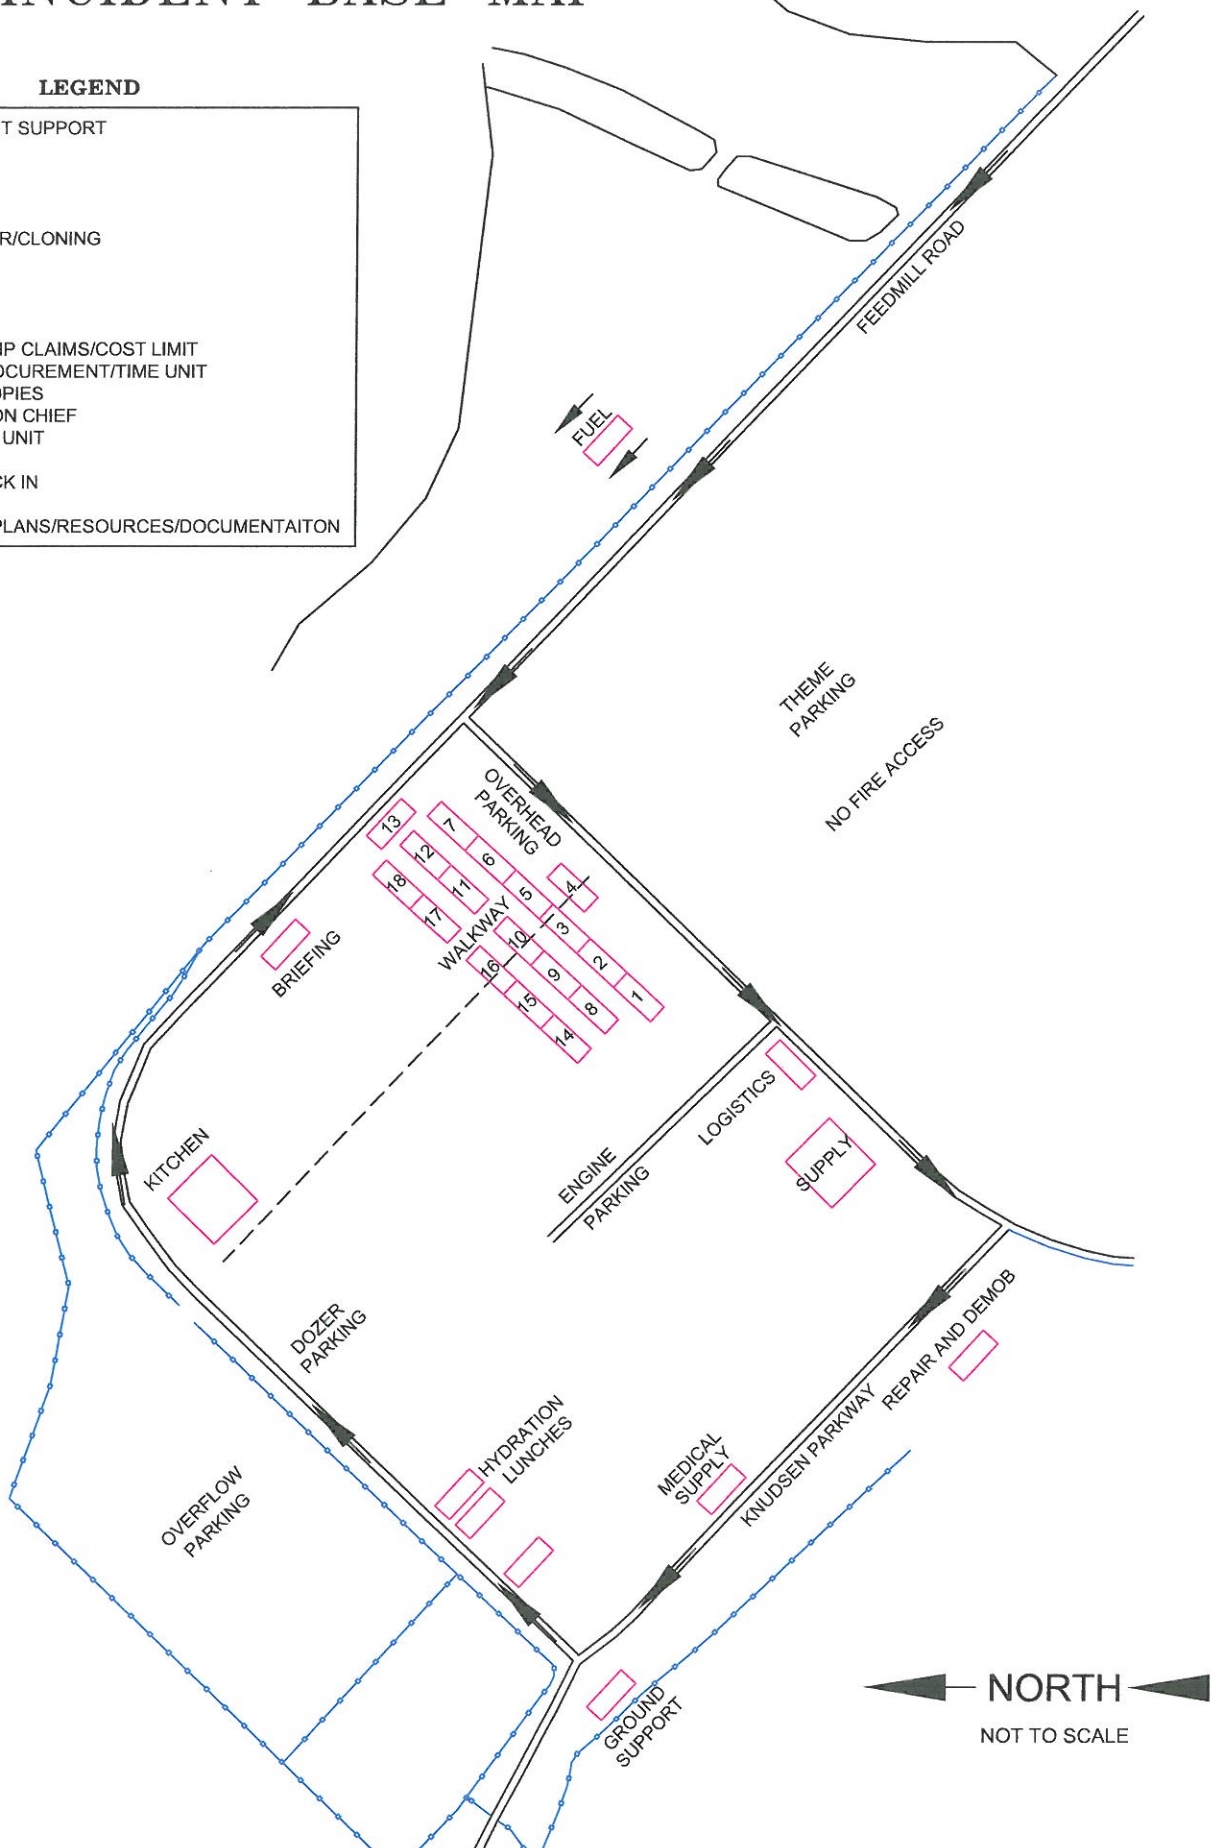 INCIDENT BASE MAP
LEGEND
T SUPPORT
R/CLONING
IP CLAIMS/COST LIMIT
OCUREMENT/TIME UNIT
OPIES
ON CHIEF
UNIT
CK IN
PLANS/RESOURCES/DOCUMENTAITON
FEEDMILL ROAD
FUEL
THEME
PARKING
NO FIRE ACCESS
OVERHEAD
PARKING
13
7
12
6
18
11
5
4
17
WALKWAY
3
10
2
16
9
1
15
8
14
BRIEFING
LOGISTICS
KITCHEN
ENGINE
PARKING
SUPPLY
DOZER
PARKING
REPAIR AND DEMOB
HYDRATION
LUNCHES
MEDICAL
SUPPLY
KNUDSEN PARKWAY
OVERFLOW
PARKING
GROUND
SUPPORT
NORTH
NOT TO SCALE